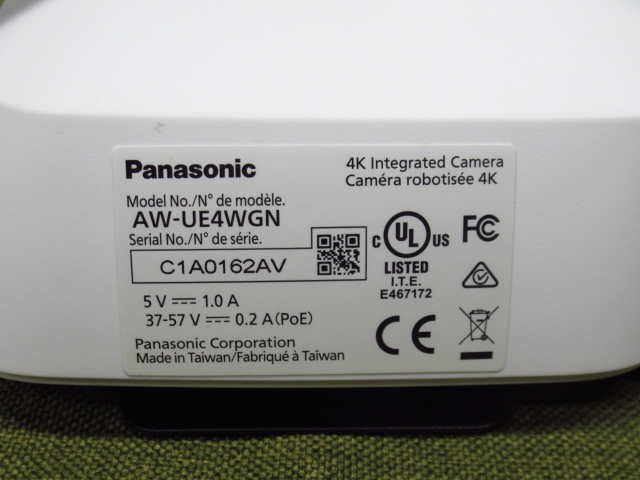 Panasonic
4K Integrated Camera
Caméra robotisée 4K
Model No./N° de modèle.
AW-UE4WGN
Serial No./N° de série.
C1A0162AV
C UL US
LISTED
I.T.E.
E467172
FC
5 V 1.0 A
37-57 V 0.2 A(PoE)
CE
Panasonic Corporation
Made in Taiwan/Fabriqué à Taïwan